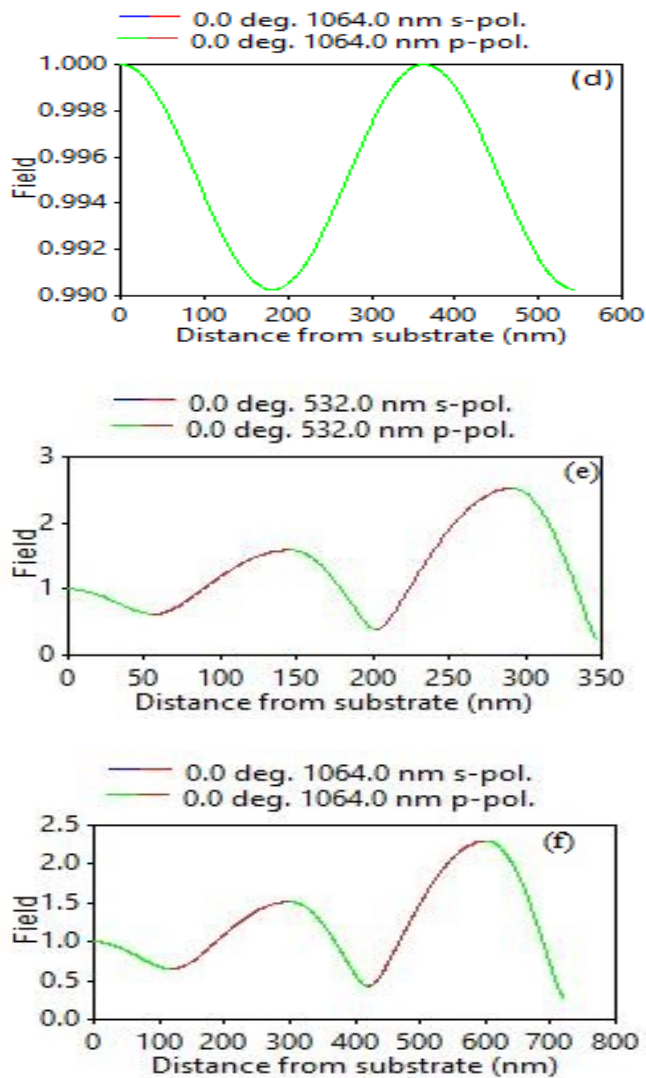 0.0 deg. 1064.0 nm s-pol.
0.0 deg. 1064.0 nm p-pol.
(d)
1.000
0.998
0.996
0.994
0.992
0.990
Field
0 100 200 300 400 500 600
Distance from substrate (nm)
0.0 deg. 532.0 nm s-pol.
0.0 deg. 532.0 nm p-pol.
(e)
3
2
1
0
Field
0 50 100 150 200 250 300 350
Distance from substrate (nm)
0.0 deg. 1064.0 nm s-pol.
0.0 deg. 1064.0 nm p-pol.
(f)
2.5
2.0
1.5
1.0
0.5
0.0
Field
0 100 200 300 400 500 600 700 800
Distance from substrate (nm)